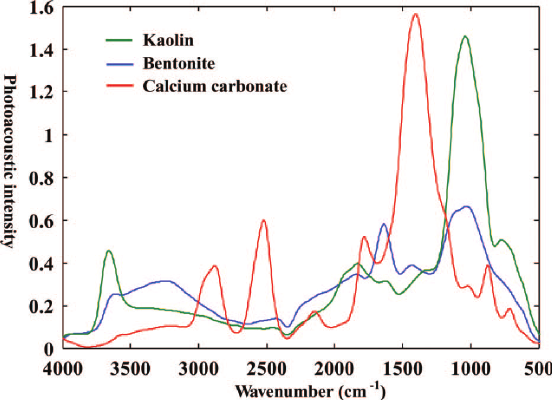 1.6
1.4
1.2
1
0.8
0.6
0.4
0.2
0
Photoacoustic intensity
Kaolin
Bentonite
Calcium carbonate
4000 3500 3000 2500 2000 1500 1000 500
Wavenumber (cm⁻¹)